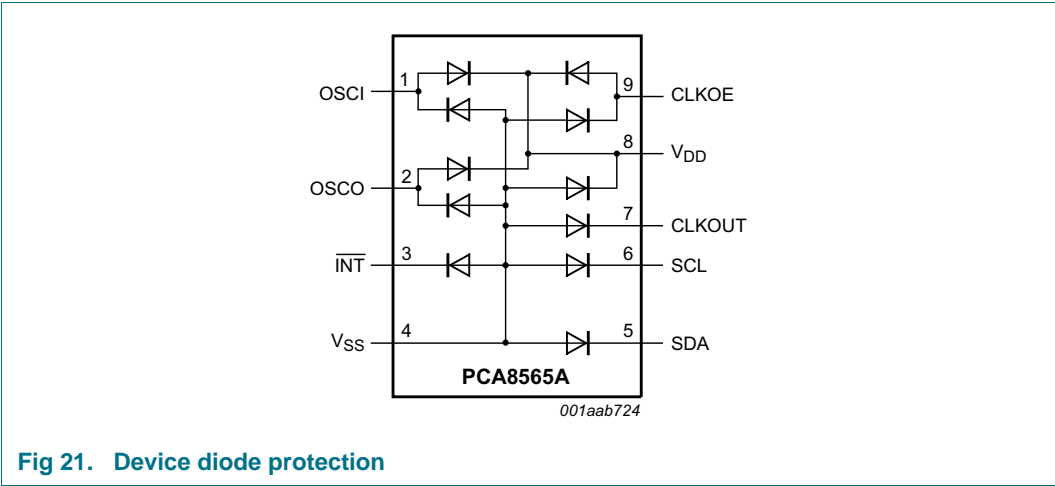 OSCI 1 9 CLKOE
8 VDD
OSCO 2
7 CLKOUT
INT 3 6 SCL
VSS 4 5 SDA
PCA8565A
001aab724
Fig 21. Device diode protection